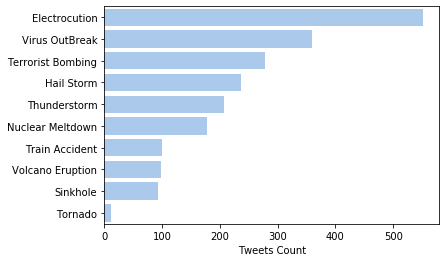 Electrocution
Virus OutBreak
Terrorist Bombing
Hail Storm
Thunderstorm
Nuclear Meltdown
Train Accident
Volcano Eruption
Sinkhole
Tornado
0 100 200 300 400 500
Tweets Count